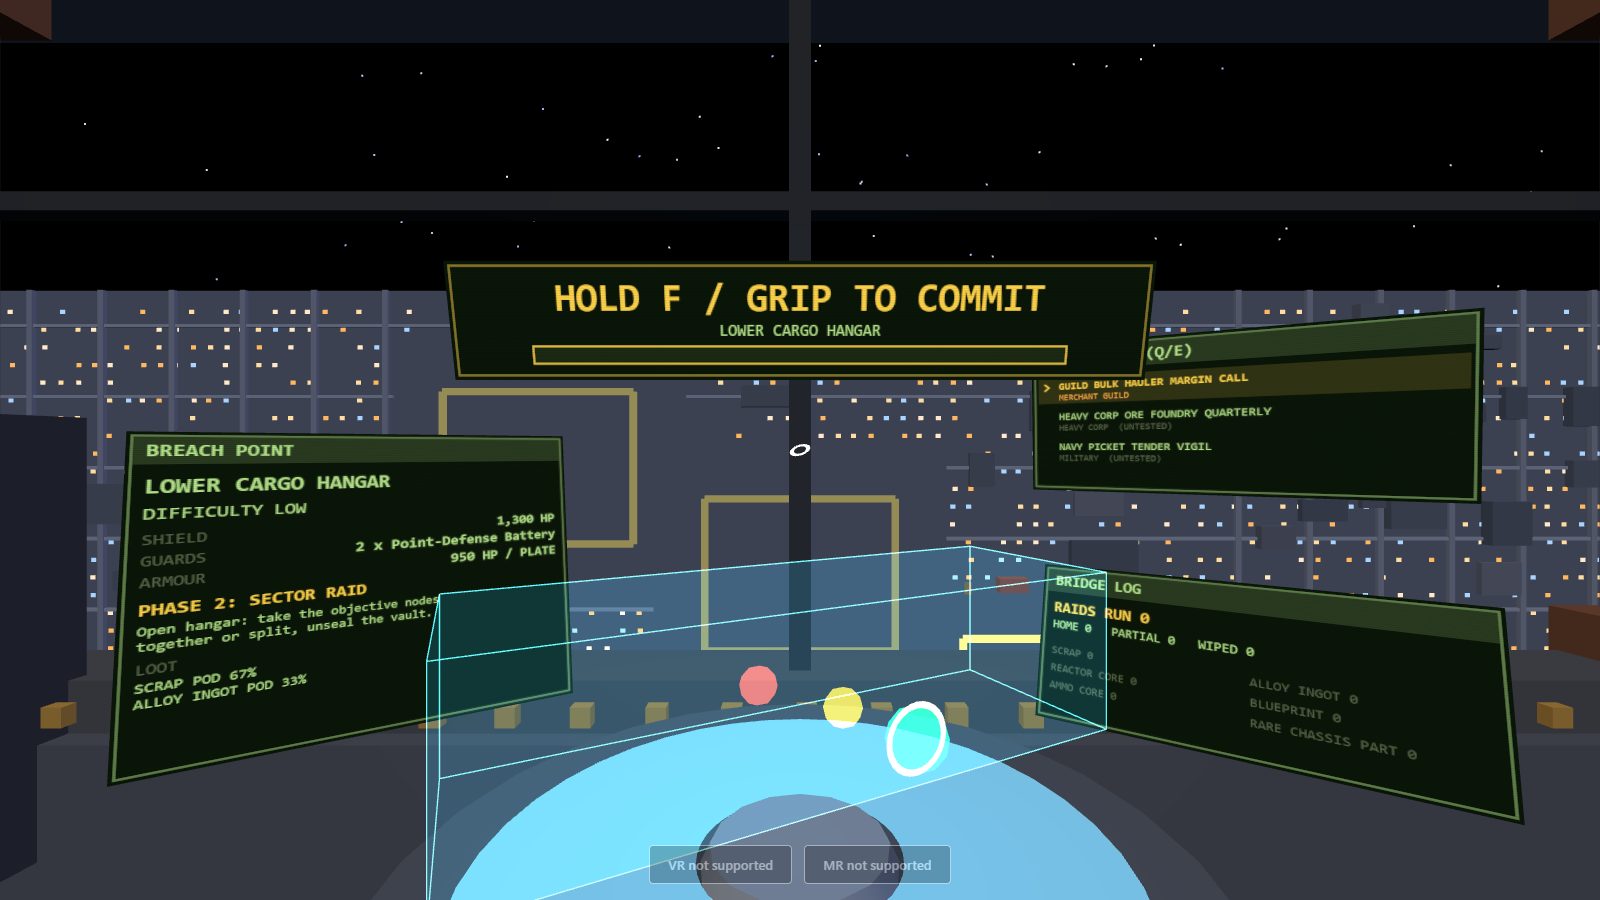 HOLD F / GRIP TO COMMIT
LOWER CARGO HANGAR
(Q/E)
> GUILD BULK HAULER MARGIN CALL
MERCHANT GUILD
HEAVY CORP ORE FOUNDRY QUARTERLY
HEAVY CORP (UNTESTED)
NAVY PICKET TENDER VIGIL
MILITARY (UNTESTED)
BREACH POINT
LOWER CARGO HANGAR
DIFFICULTY LOW
SHIELD 1,300 HP
GUARDS 2 x Point-Defense Battery
ARMOUR 950 HP / PLATE
PHASE 2: SECTOR RAID
Open hangar: take the objective nodes
together or split, unseal the vault.
LOOT
SCRAP POD 67%
ALLOY INGOT POD 33%
BRIDGE LOG
RAIDS RUN 0
HOME 0 PARTIAL 0 WIPED 0
SCRAP 0 ALLOY INGOT 0
REACTOR CORE 0 BLUEPRINT 0
AMMO CORE 0 RARE CHASSIS PART 0
VR not supported
MR not supported